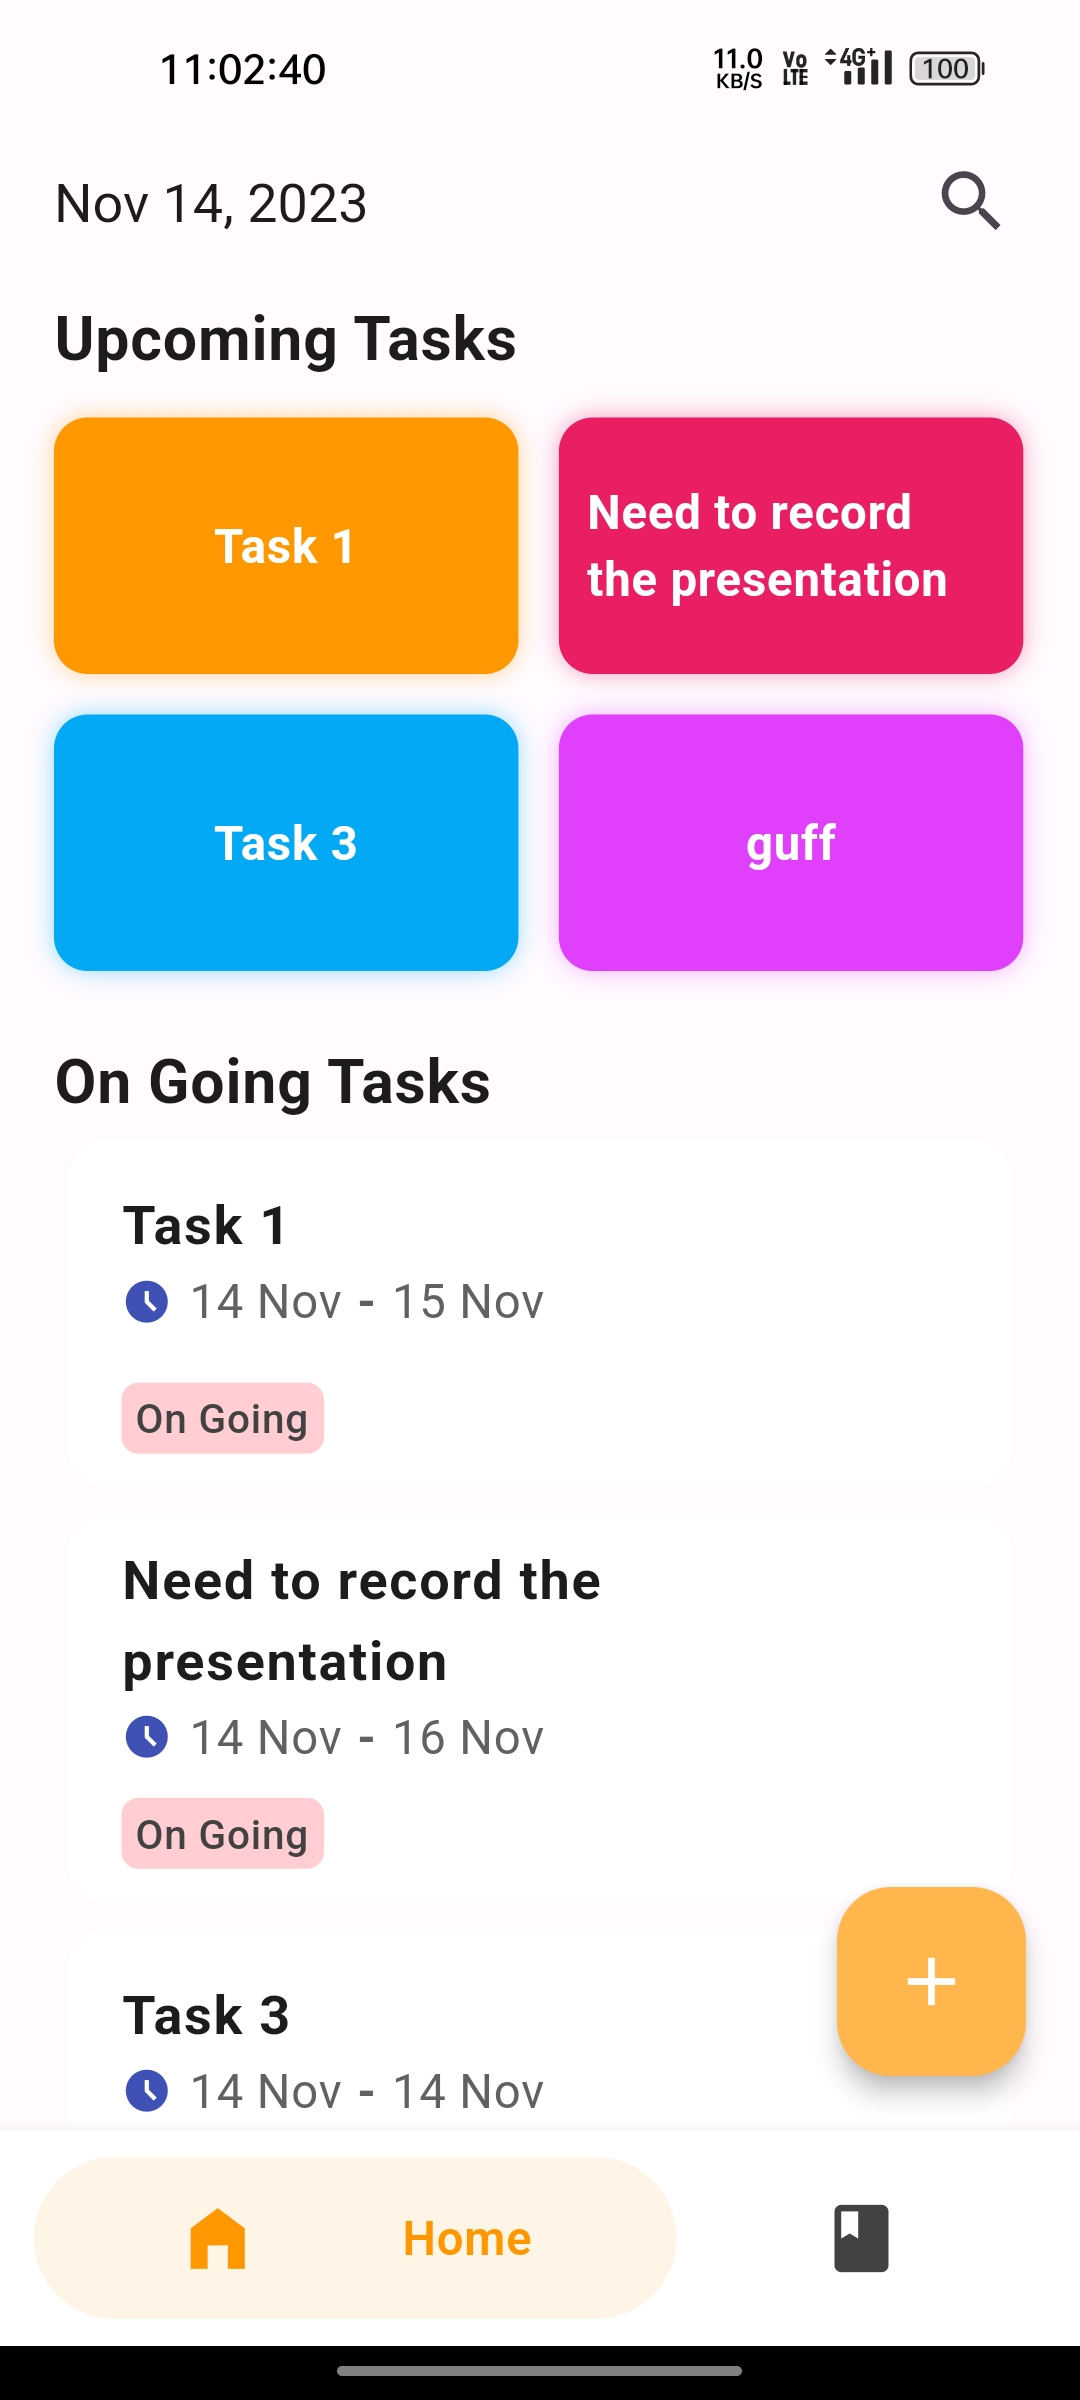 11:02:40
11.0 KB/S Vo LTE 4G+ 100
Nov 14, 2023
Upcoming Tasks
Task 1
Need to record
the presentation
Task 3
guff
On Going Tasks
Task 1
14 Nov - 15 Nov
On Going
Need to record the
presentation
14 Nov - 16 Nov
On Going
Task 3
14 Nov - 14 Nov
Home